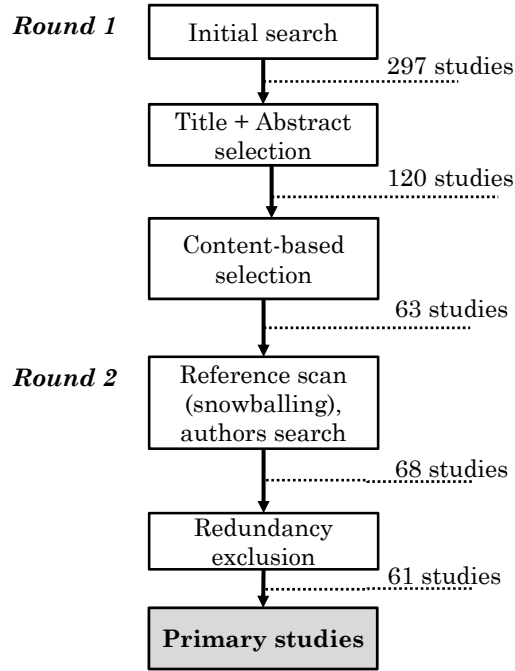 Round 1
Initial search
297 studies
Title + Abstract
selection
120 studies
Content-based
selection
63 studies
Round 2
Reference scan
(snowballing),
authors search
68 studies
Redundancy
exclusion
61 studies
Primary studies